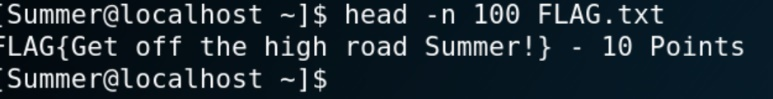 [Summer@localhost ~]$ head -n 100 FLAG.txt
FLAG{Get off the high road Summer!} - 10 Points
[Summer@localhost ~]$